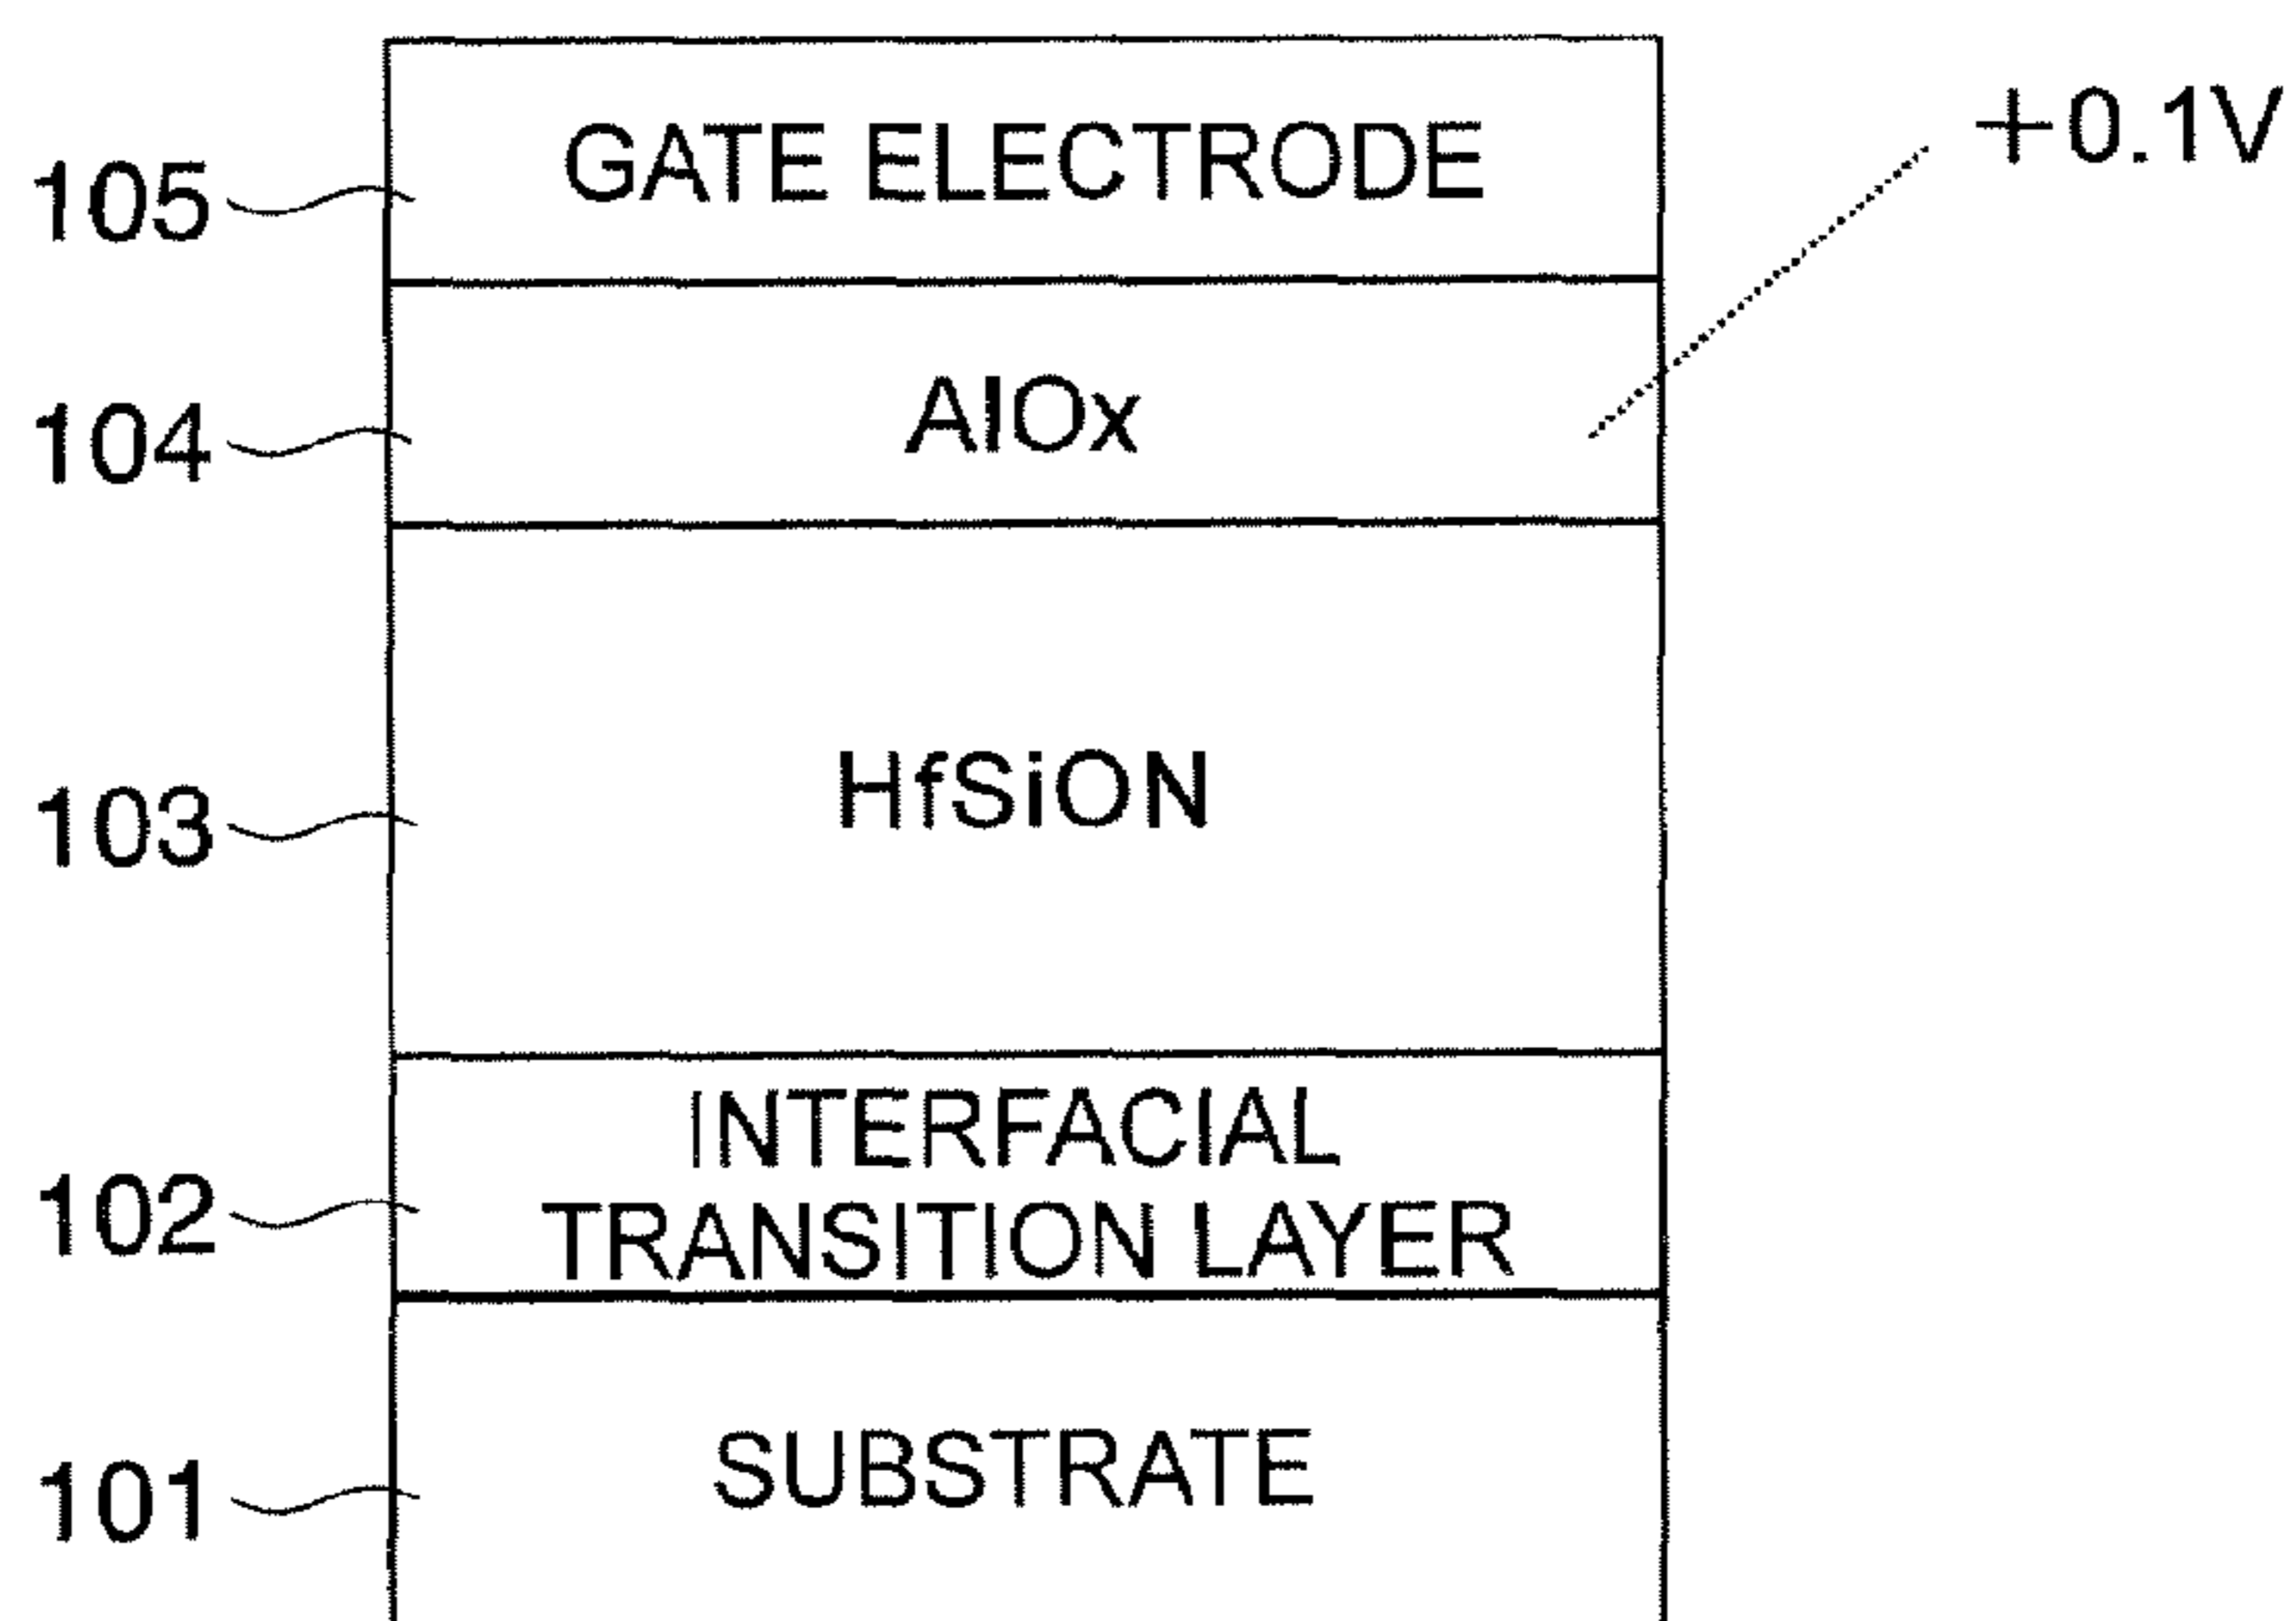 GATE ELECTRODE
105
+0.1V
AlOx
104
HfSiON
103
INTERFACIAL
TRANSITION LAYER
102
SUBSTRATE
101